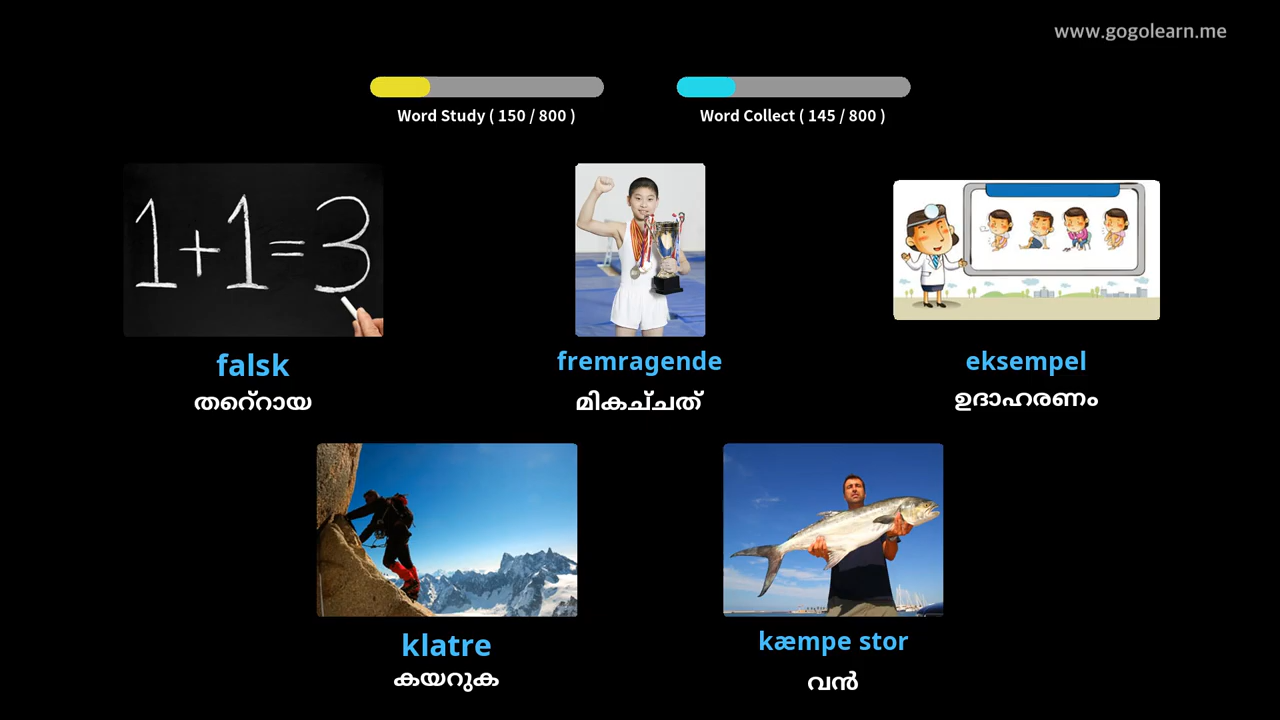 www.gogolearn.me
Word Study ( 150 / 800 )
Word Collect ( 145 / 800 )
1+1=3
falsk
fremragende
eksempel
തെറ്റായ
മികച്ചത്
ഉദാഹരണം
klatre
kæmpe stor
കയറുക
വൻ